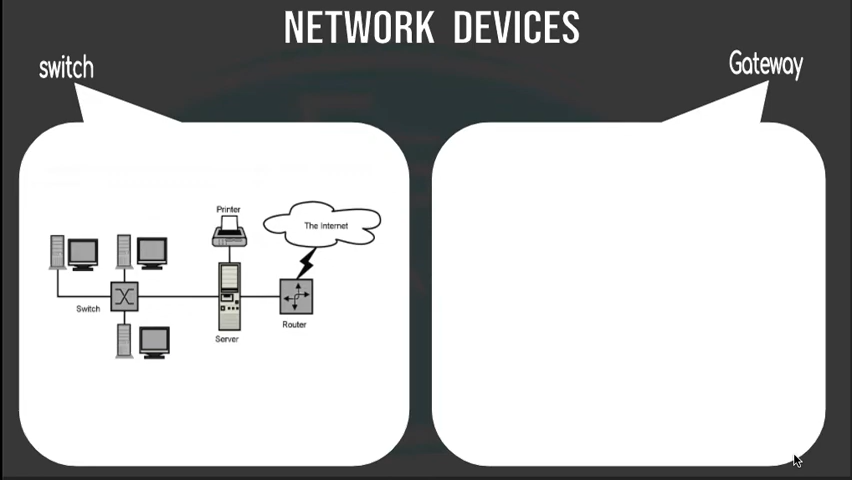 NETWORK DEVICES
switch
Gateway
Printer
The Internet
Switch
Server
Router